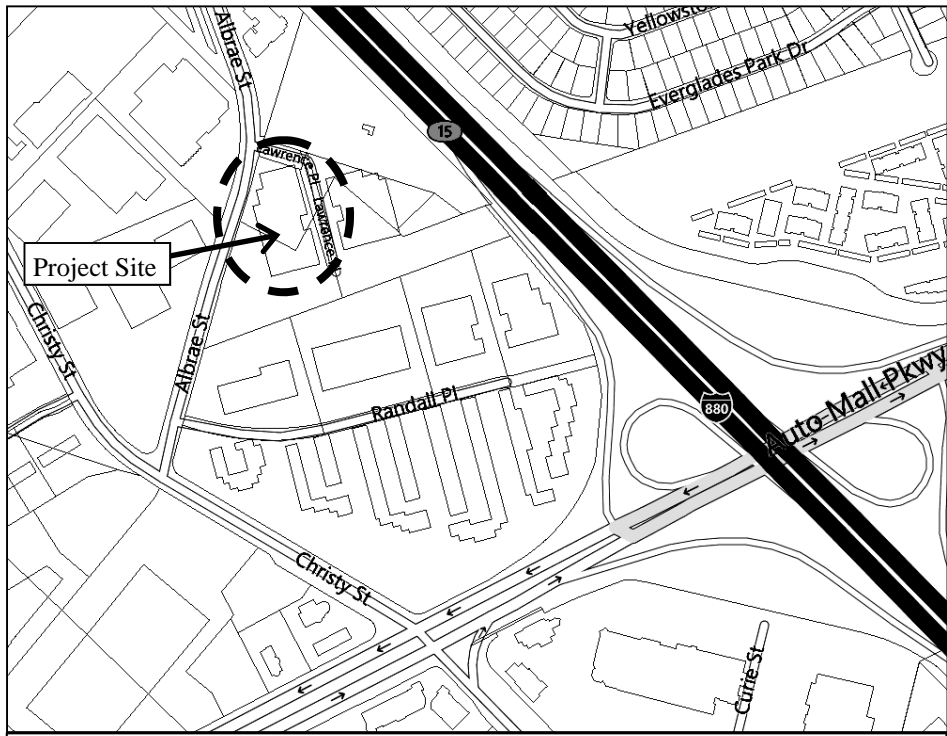 Albrae St
Yellowsto
Everglades Park Dr
15
Lawrence Pl
Lawrence
Project Site
Christy St
Albrae St
Randall Pl
880
Auto Mall Pkwy
Christy St
Curie St